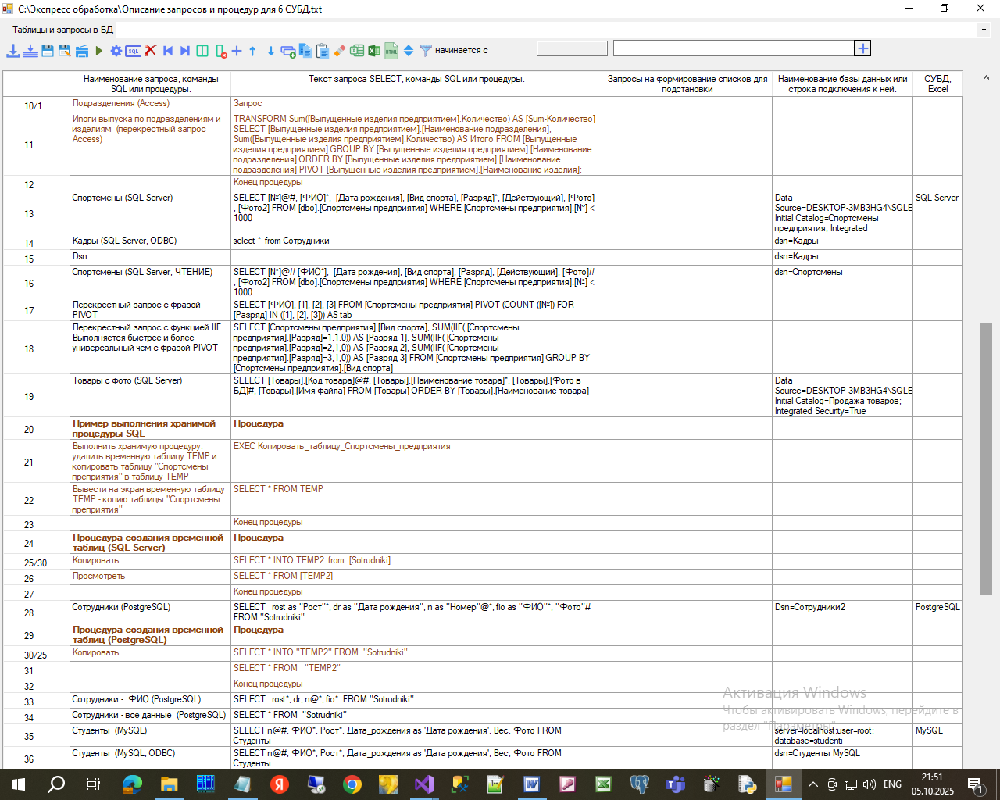 C:\Экспресс обработка\Описание запросов и процедур для 6 СУБД.txt
Таблицы и запросы в БД
SQL
HTML
начинается с
Наименование запроса, команды SQL или процедуры.
Текст запроса SELECT, команды SQL или процедуры.
Запросы на формирование списков для подстановки
Наименование базы данных или строка подключения к ней.
СУБД, Excel
10/1
Подразделения (Access)
Запрос
11
Иноги выпуска по подразделениям и
изделиям  (перекрестный запрос
Access)
TRANSFORM Sum([Выпущенные изделия предприятием].Количество) AS [Sum-Количество]
SELECT [Выпущенные изделия предприятием].[Наименование подразделения],
Sum([Выпущенные изделия предприятием].Количество) AS Итого FROM [Выпущенные
изделия предприятием] GROUP BY [Выпущенные изделия предприятием].[Наименование
подразделения] ORDER BY [Выпущенные изделия предприятием].[Наименование
подразделения] PIVOT [Выпущенные изделия предприятием].[Наименование изделия];
12
Конец процедуры
13
Спортсмены (SQL Server)
SELECT [№]@#, [ФИО]*,  [Дата рождения], [Вид спорта], [Разряд]*, [Действующий], [Фото]
, [Фото2] FROM [dbo].[Спортсмены предприятия] WHERE [Спортсмены предприятия].[№] <
1000
Data
Source=DESKTOP-3MB3HG4\SQLE
Initial Catalog=Спортсмены
предприятия; Integrated
SQL Server
14
Кадры (SQL Server, ODBC)
select * from Сотрудники
dsn=Кадры
15
Dsn
dsn=Кадры
16
Спортсмены (SQL Server, ЧТЕНИЕ)
SELECT [№]@# [ФИО*],  [Дата рождения], [Вид спорта], [Разряд], [Действующий], [Фото]#
, [Фото2] FROM [dbo].[Спортсмены предприятия] WHERE [Спортсмены предприятия].[№] <
1000
dsn=Спортсмены
17
Перекрестный запрос с фразой
PIVOT
SELECT [ФИО], [1], [2], [3] FROM [Спортсмены предприятия] PIVOT (COUNT ([№]) FOR
[Разряд] IN ([1], [2], [3])) AS tab
18
Перекрестный запрос с функцией IIF.
Выполняется быстрее и более
универсальный чем с фразой PIVOT
SELECT [Спортсмены предприятия].[Вид спорта], SUM(IIF( [Спортсмены
предприятия].[Разряд]=1,1,0)) AS [Разряд 1], SUM(IIF( [Спортсмены
предприятия].[Разряд]=2,1,0)) AS [Разряд 2], SUM(IIF( [Спортсмены
предприятия].[Разряд]=3,1,0)) AS [Разряд 3] FROM [Спортсмены предприятия] GROUP BY
[Спортсмены предприятия].[Вид спорта]
19
Товары с фото (SQL Server)
SELECT [Товары].[Код товара]@#, [Товары].[Наименование товара]*, [Товары].[Фото в
БД]#, [Товары].[Имя файла] FROM [Товары] ORDER BY [Товары].[Наименование товара]
Data
Source=DESKTOP-3MB3HG4\SQLE
Initial Catalog=Продажа товаров;
Integrated Security=True
20
Пример выполнения хранимой
процедуры SQL
Процедура
21
Выполнить хранимую процедуру:
удалить временную таблицу TEMP и
копировать таблицу "Спортсмены
преприятия" в таблицу TEMP
EXEC Копировать_таблицу_Спортсмены_предприятия
22
Вывести на экран временную таблицу
TEMP - копию таблицы "Спортсмены
преприятия"
SELECT * FROM TEMP
23
Конец процедуры
24
Процедура создания временной
таблиц (SQL Server)
Процедура
25/30
Копировать
SELECT * INTO TEMP2 from  [Sotrudniki]
26
Просмотреть
SELECT * FROM [TEMP2]
27
Конец процедуры
28
Сотрудники (PostgreSQL)
SELECT   rost as "Рост"*, dr as "Дата рождения", n as "Номер"@*, fio as "ФИО"*, "Фото"#
FROM "Sotrudniki"
Dsn=Сотрудники2
PostgreSQL
29
Процедура создания временной
таблиц (PostgreSQL)
Процедура
30/25
Копировать
SELECT * INTO "TEMP2" FROM  "Sotrudniki"
31
SELECT * FROM   "TEMP2"
32
Конец процедуры
33
Сотрудники -  ФИО (PostgreSQL)
SELECT   rost*, dr, n@*, fio*  FROM "Sotrudniki"
34
Сотрудники - все данные  (PostgreSQL)
SELECT * FROM  "Sotrudniki"
35
Студенты  (MySQL)
SELECT n@#, ФИО*, Рост*, Дата_рождения as 'Дата рождения', Вес, Фото FROM
Студенты
server=localhost;user=root;
database=studenti
MySQL
36
Студенты  (MySQL, ODBC)
SELECT n@#, ФИО*, Рост*, Дата_рождения as 'Дата рождения', Вес, Фото FROM
Студенты
dsn=Студенты MySQL
Активация Windows
Чтобы активировать Windows, перейдите в
раздел "Параметры".
ENG
21:51
05.10.2025
1